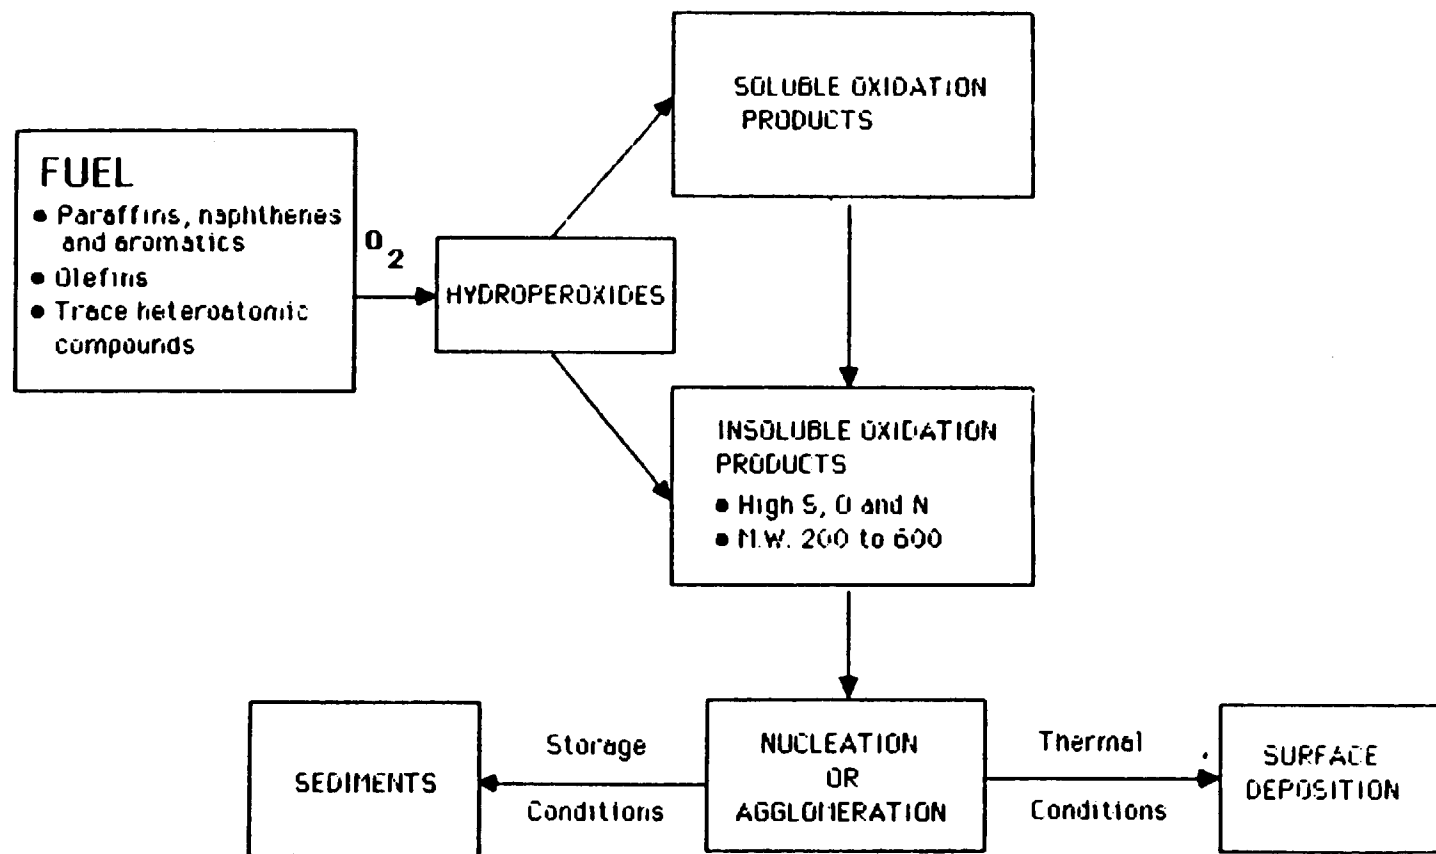 SOLUBLE OXIDATION
PRODUCTS
FUEL
• Paraffins, naphthenes
and aromatics
• Olefins
• Trace heteroatomic
compounds
O2
HYDROPEROXIDES
INSOLUBLE OXIDATION
PRODUCTS
• High S, O and N
• M.W. 200 to 600
SEDIMENTS
Storage
Conditions
NUCLEATION
OR
AGGLOMERATION
Thermal
Conditions
SURFACE
DEPOSITION